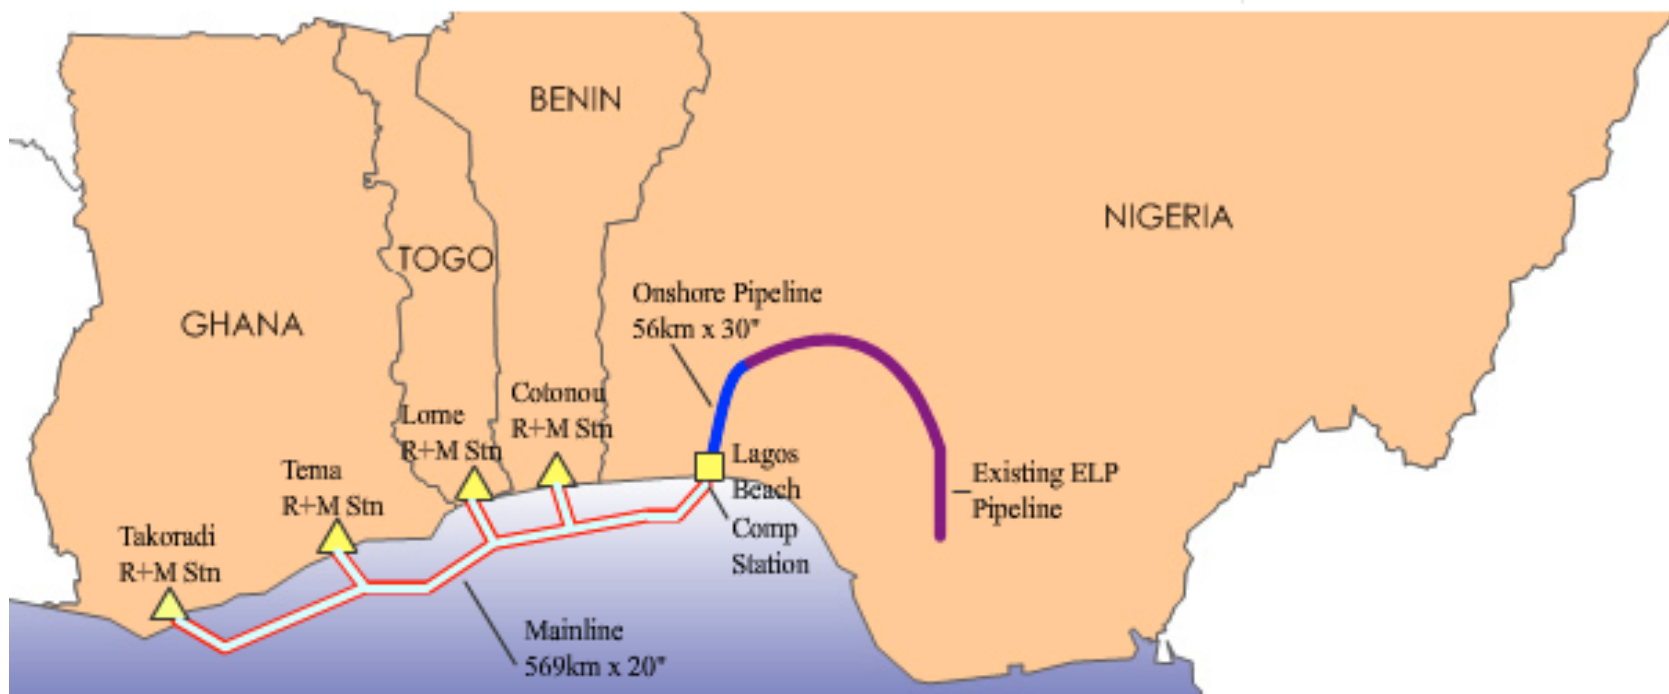 BENIN
NIGERIA
TOGO
GHANA
Onshore Pipeline
56km x 30"
Cotonou
R+M Stn
Lome
R+M Stn
Tema
R+M Stn
Takoradi
R+M Stn
Lagos
Beach
Comp
Station
Existing ELP
Pipeline
Mainline
569km x 20"